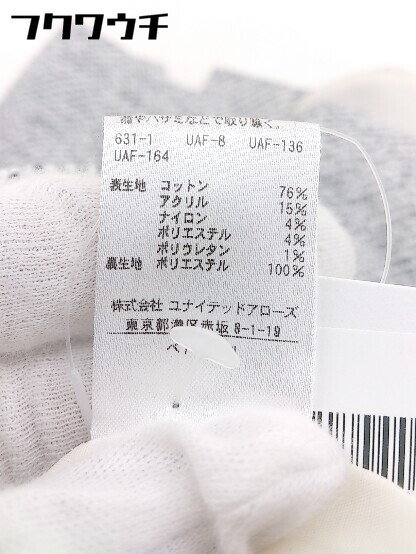 フクワウチ
631-1 UAF-8 UAF-136
UAF-164
表生地 コットン 76%
アクリル 15%
ナイロン 4%
ポリエステル 4%
ポリウレタン 1%
裏生地 ポリエステル 100%
株式会社 ユナイテッドアローズ
東京都港区赤坂 8-1-19